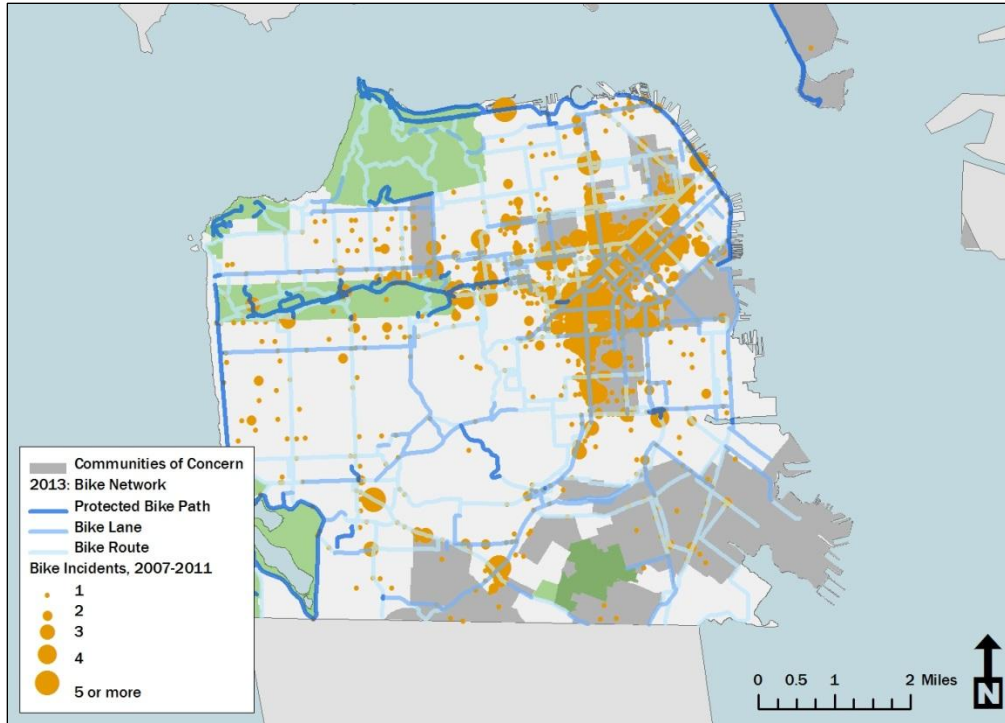 Communities of Concern
2013: Bike Network
Protected Bike Path
Bike Lane
Bike Route
Bike Incidents, 2007-2011
1
2
3
4
5 or more
0 0.5 1 2 Miles
N